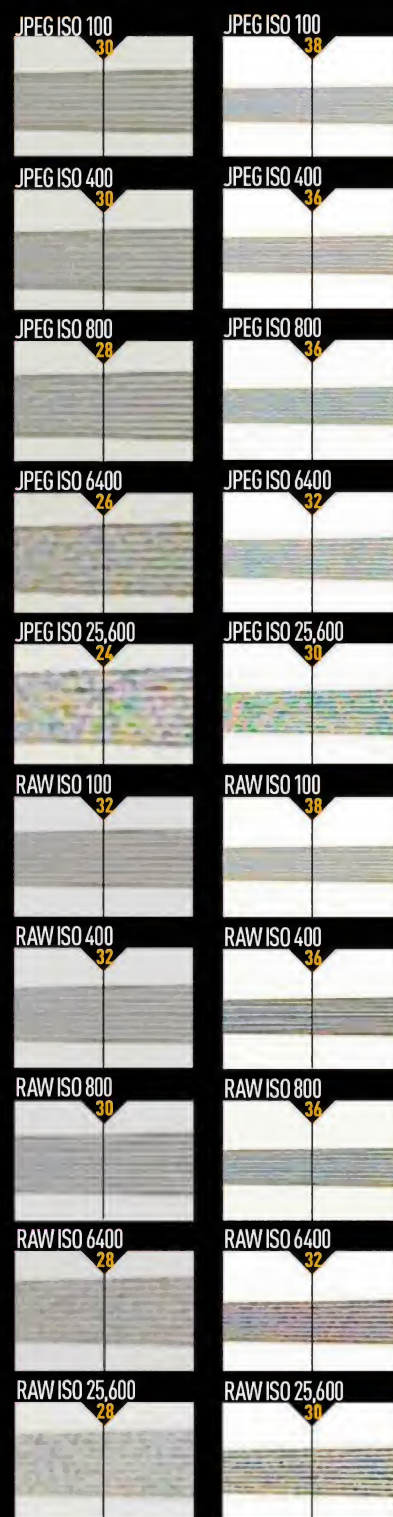 JPEG ISO 100
30
JPEG ISO 400
30
JPEG ISO 800
28
JPEG ISO 6400
26
JPEG ISO 25,600
24
RAW ISO 100
32
RAW ISO 400
32
RAW ISO 800
30
RAW ISO 6400
28
RAW ISO 25,600
28
JPEG ISO 100
38
JPEG ISO 400
36
JPEG ISO 800
36
JPEG ISO 6400
32
JPEG ISO 25,600
30
RAW ISO 100
38
RAW ISO 400
36
RAW ISO 800
36
RAW ISO 6400
32
RAW ISO 25,600
30